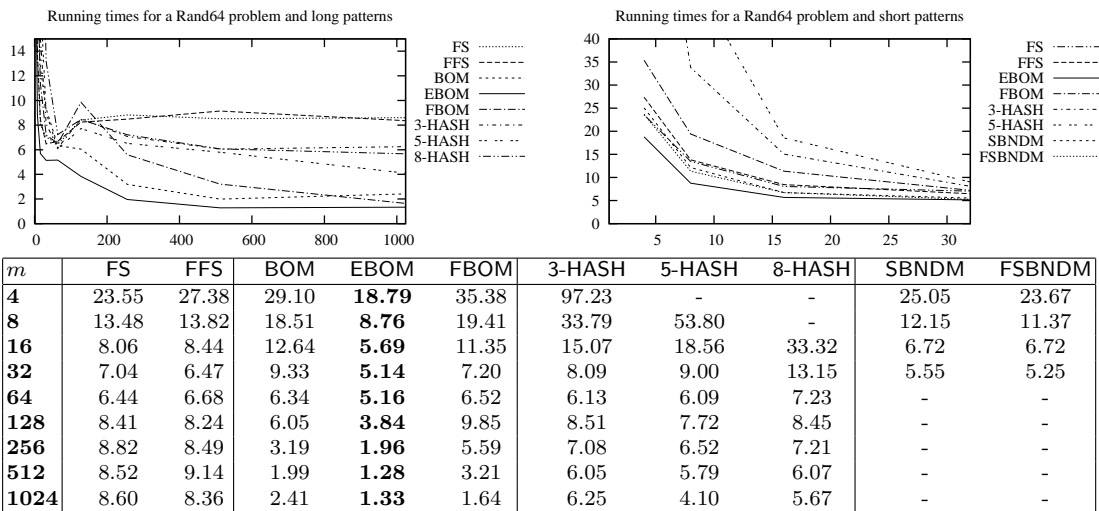 Running times for a Rand64 problem and long patterns
14
12
10
8
6
4
2
0
0 200 400 600 800 1000
FS
FFS
BOM
EBOM
FBOM
3-HASH
5-HASH
8-HASH
Running times for a Rand64 problem and short patterns
40
35
30
25
20
15
10
5
0
5 10 15 20 25 30
FS
FFS
EBOM
FBOM
3-HASH
5-HASH
SBNDM
FSBNDM
m FS FFS BOM EBOM FBOM 3-HASH 5-HASH 8-HASH SBNDM FSBNDM
4 23.55 27.38 29.10 18.79 35.38 97.23 - - 25.05 23.67
8 13.48 13.82 18.51 8.76 19.41 33.79 53.80 - 12.15 11.37
16 8.06 8.44 12.64 5.69 11.35 15.07 18.56 33.32 6.72 6.72
32 7.04 6.47 9.33 5.14 7.20 8.09 9.00 13.15 5.55 5.25
64 6.44 6.68 6.34 5.16 6.52 6.13 6.09 7.23 - -
128 8.41 8.24 6.05 3.84 9.85 8.51 7.72 8.45 - -
256 8.82 8.49 3.19 1.96 5.59 7.08 6.52 7.21 - -
512 8.52 9.14 1.99 1.28 3.21 6.05 5.79 6.07 - -
1024 8.60 8.36 2.41 1.33 1.64 6.25 4.10 5.67 - -